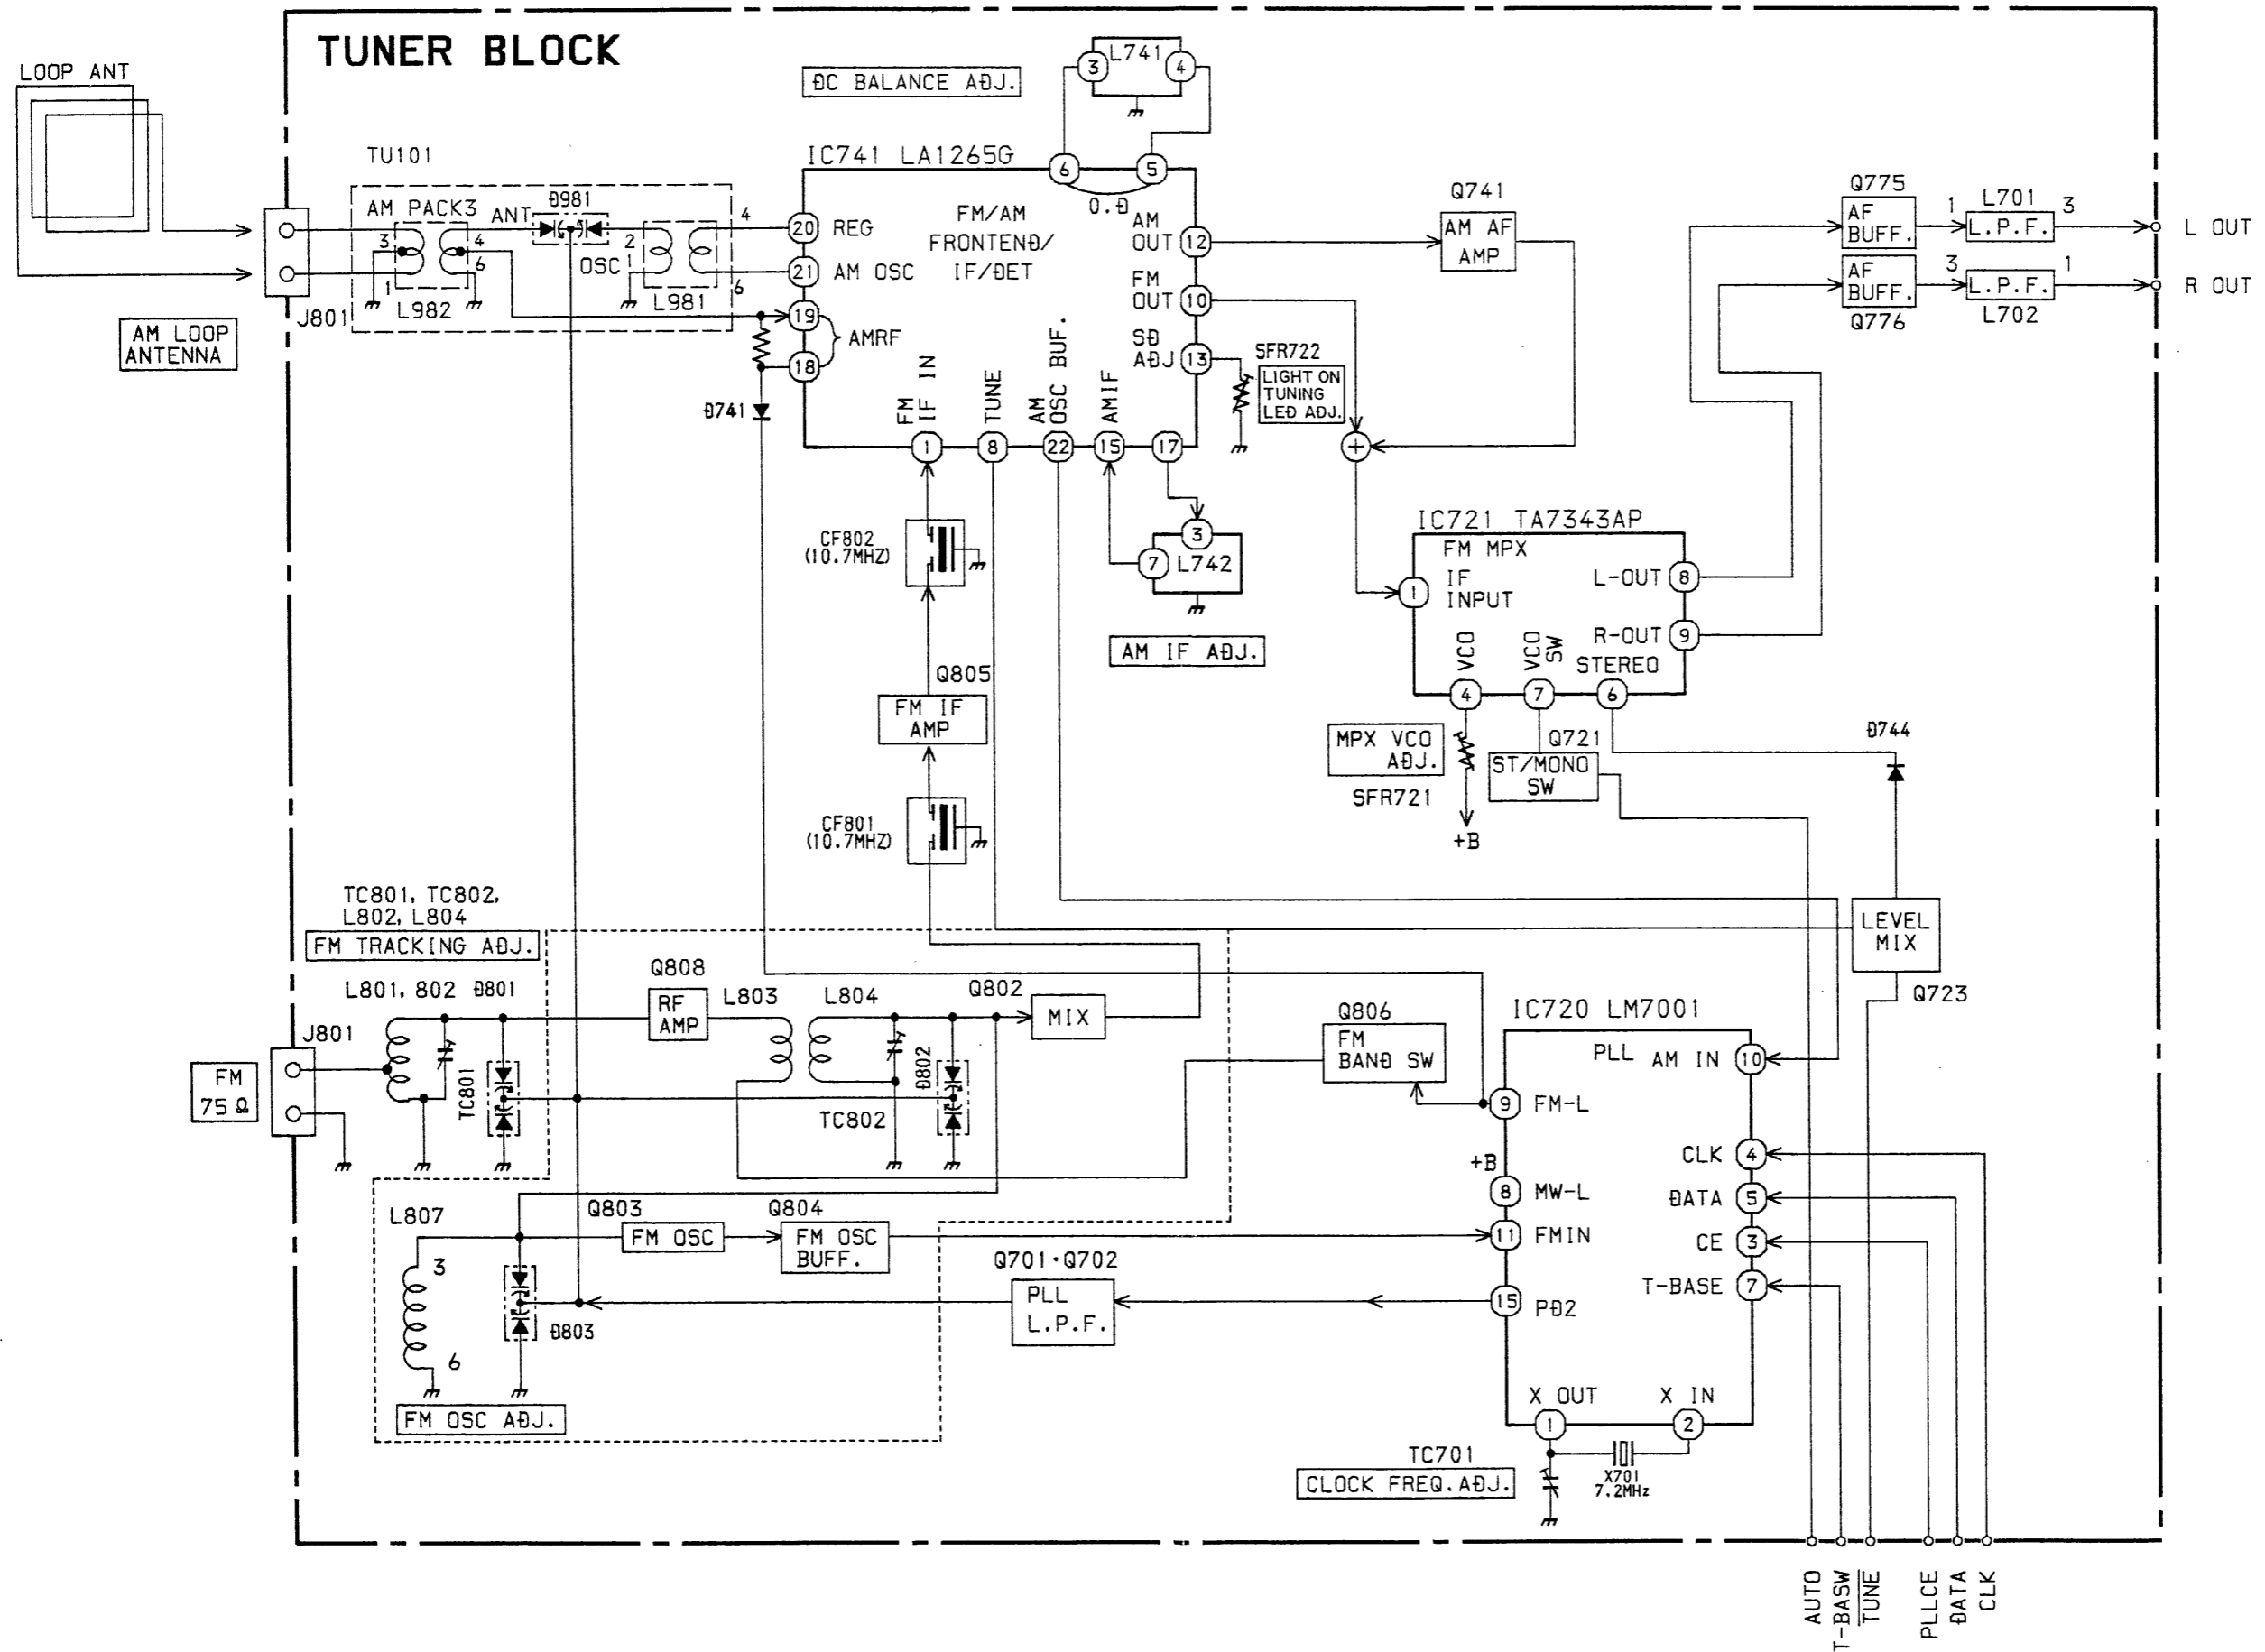 TUNER BLOCK
LOOP ANT
DC BALANCE ADJ.
L741
3
4
TU101
IC741 LA1265G
6
5
O.D
AM PACK3
ANT
D981
4
3
4
6
1
2
1
OSC
6
L982
L981
J801
AM LOOP
ANTENNA
20
REG
21
AM OSC
19
18
AMRF
FM/AM
FRONTEND/
IF/DET
AM
OUT
12
FM
OUT
10
SD
ADJ
13
FM
IF IN
TUNE
AM
OSC BUF.
AMIF
1
8
22
15
17
D741
SFR722
LIGHT ON
TUNING
LED ADJ.
Q741
AM AF
AMP
+
Q775
AF
BUFF.
1
L701
L.P.F.
3
L OUT
AF
BUFF.
Q776
3
L.P.F.
L702
1
R OUT
CF802
(10.7MHZ)
3
7
L742
AM IF ADJ.
IC721 TA7343AP
FM MPX
1
IF
INPUT
L-OUT
8
R-OUT
9
STEREO
VCO
VCO
SW
4
7
6
MPX VCO
ADJ.
SFR721
+B
Q721
ST/MONO
SW
D744
Q805
FM IF
AMP
CF801
(10.7MHZ)
LEVEL
MIX
Q723
TC801, TC802,
L802, L804
FM TRACKING ADJ.
L801, 802
D801
Q808
RF
AMP
L803
L804
Q802
MIX
J801
FM
75Ω
TC801
TC802
D802
Q806
FM
BAND SW
IC720 LM7001
PLL
AM IN
10
9
FM-L
+B
8
MW-L
11
FMIN
15
PD2
CLK
4
DATA
5
CE
3
T-BASE
7
X OUT
X IN
1
2
L807
3
6
D803
FM OSC ADJ.
Q803
FM OSC
Q804
FM OSC
BUFF.
Q701·Q702
PLL
L.P.F.
TC701
CLOCK FREQ.ADJ.
X701
7.2MHz
AUTO
T-BASW
TUNE
PLLCE
DATA
CLK